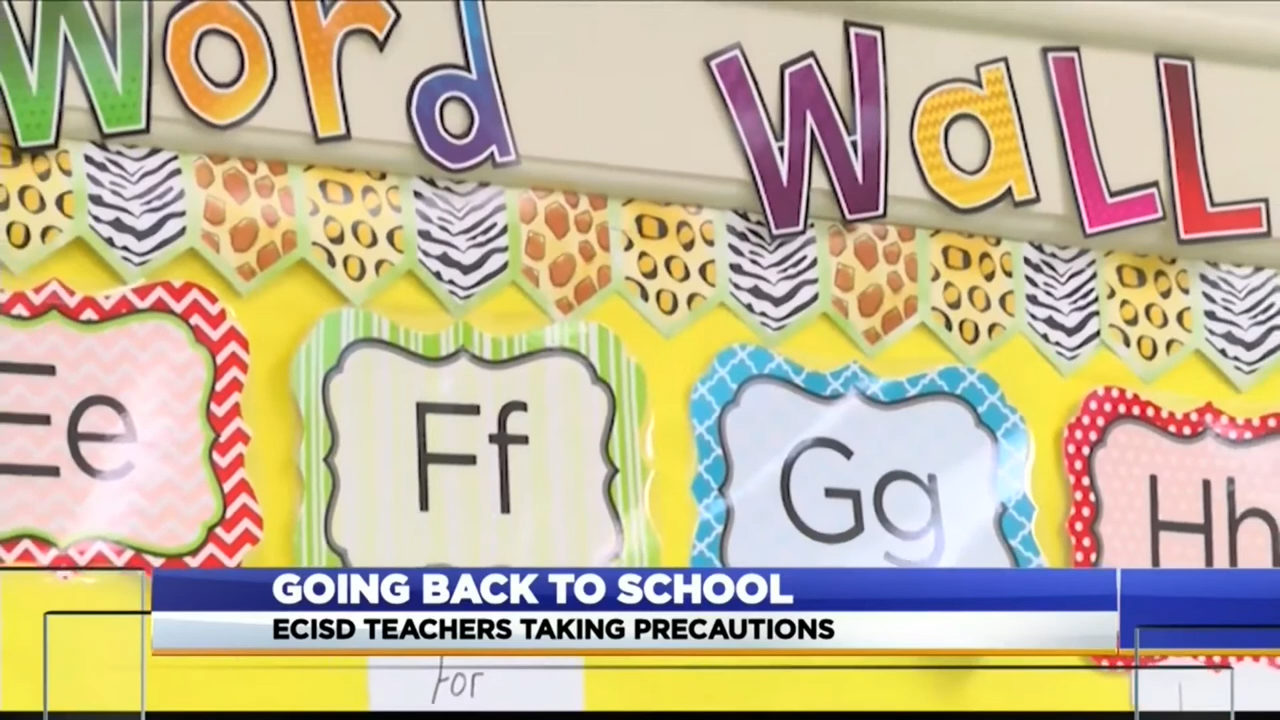 Word Wall
Ee Ff Gg Hh
GOING BACK TO SCHOOL
ECISD TEACHERS TAKING PRECAUTIONS
for